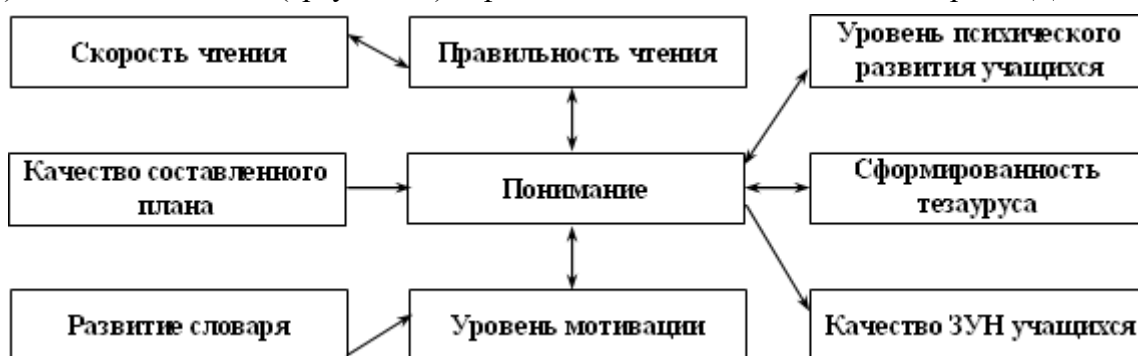 Скорость чтения
Правильность чтения
Уровень психического
развития учащихся
Качество составленного
плана
Понимание
Сформированность
тезауруса
Развитие словаря
Уровень мотивации
Качество ЗУН учащихся